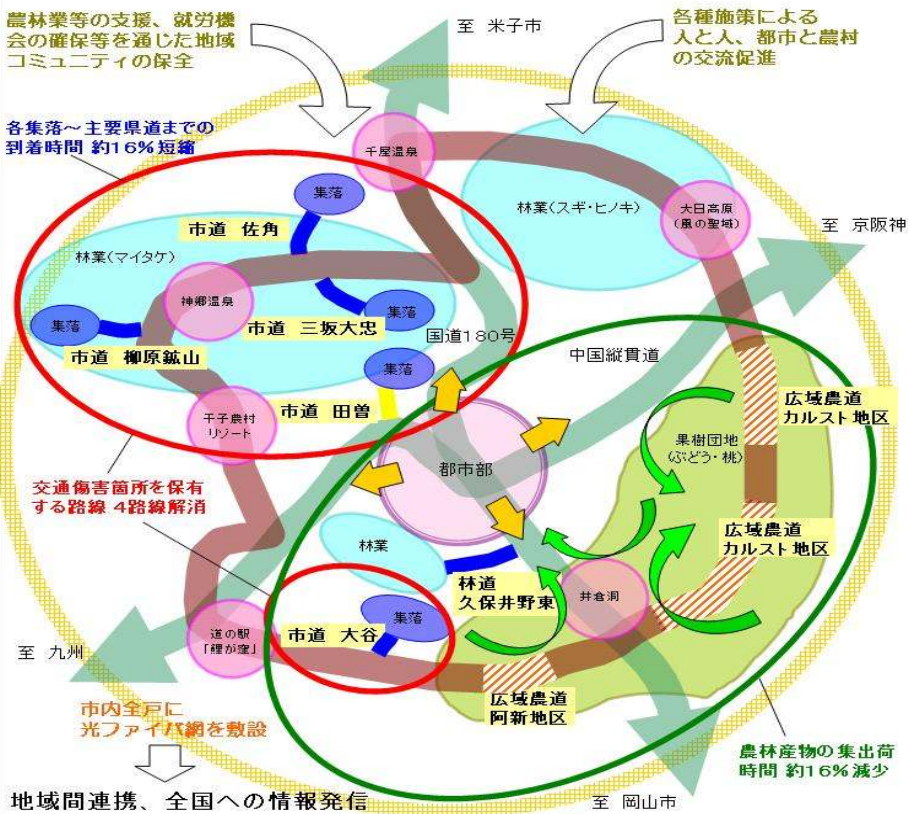 農林業等の支援、就労機
会の確保等を通じた地域
コミュニティの保全
至 米子市
各種施策による
人と人、都市と農村
の交流促進
各集落～主要県道までの
到着時間 約16%短縮
千屋温泉
集落
市道 佐角
林業(スギ・ヒノキ)
大日高原
(風の聖域)
至 京阪神
林業(マイタケ)
神郷温泉
集落
市道 三坂大忠
集落
市道 柳原鉱山
国道180号
中国縦貫道
集落
市道 田曽
干子農村
リゾート
広域農道
カルスト地区
果樹団地
(ぶどう・桃)
都市部
交通傷害箇所を保有
する路線 4路線解消
林業
広域農道
カルスト地区
林道
久保井野東
井倉洞
集落
市道 大谷
道の駅
「鯉が窪」
至 九州
広域農道
阿新地区
市内全戸に
光ファイバ網を敷設
農林産物の集出荷
時間 約16%減少
地域間連携、全国への情報発信
至 岡山市